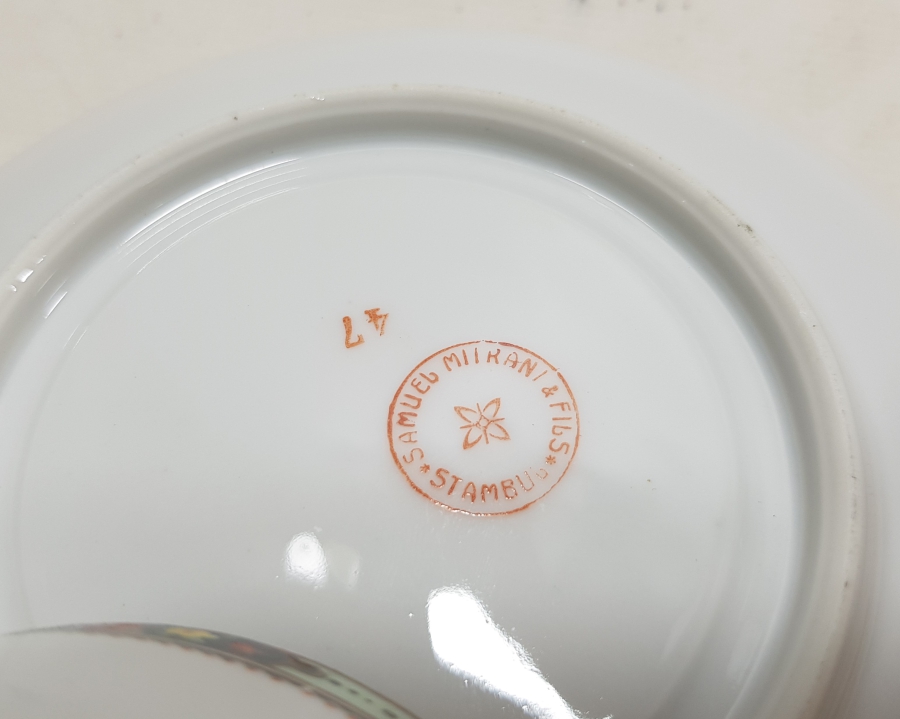 47
SAMUEL MITRANI & FILS
* STAMBUL *